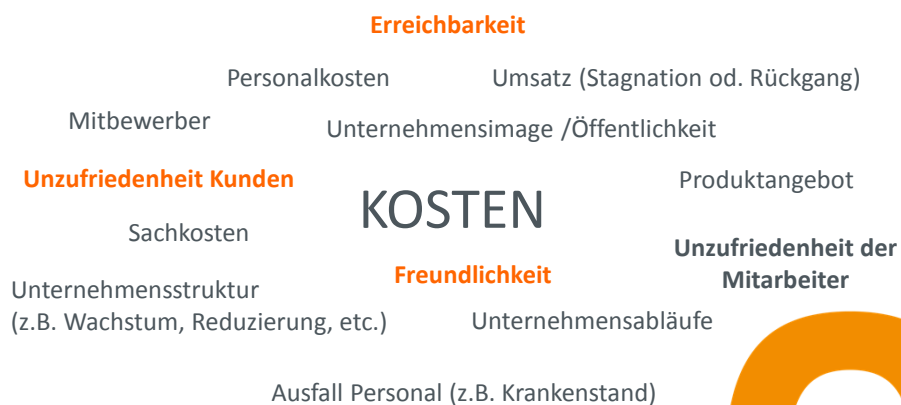 Erreichbarkeit
Personalkosten
Umsatz (Stagnation od. Rückgang)
Mitbewerber
Unternehmensimage /Öffentlichkeit
Unzufriedenheit Kunden
Produktangebot
KOSTEN
Sachkosten
Unzufriedenheit der
Mitarbeiter
Freundlichkeit
Unternehmensstruktur
(z.B. Wachstum, Reduzierung, etc.)
Unternehmensabläufe
Ausfall Personal (z.B. Krankenstand)